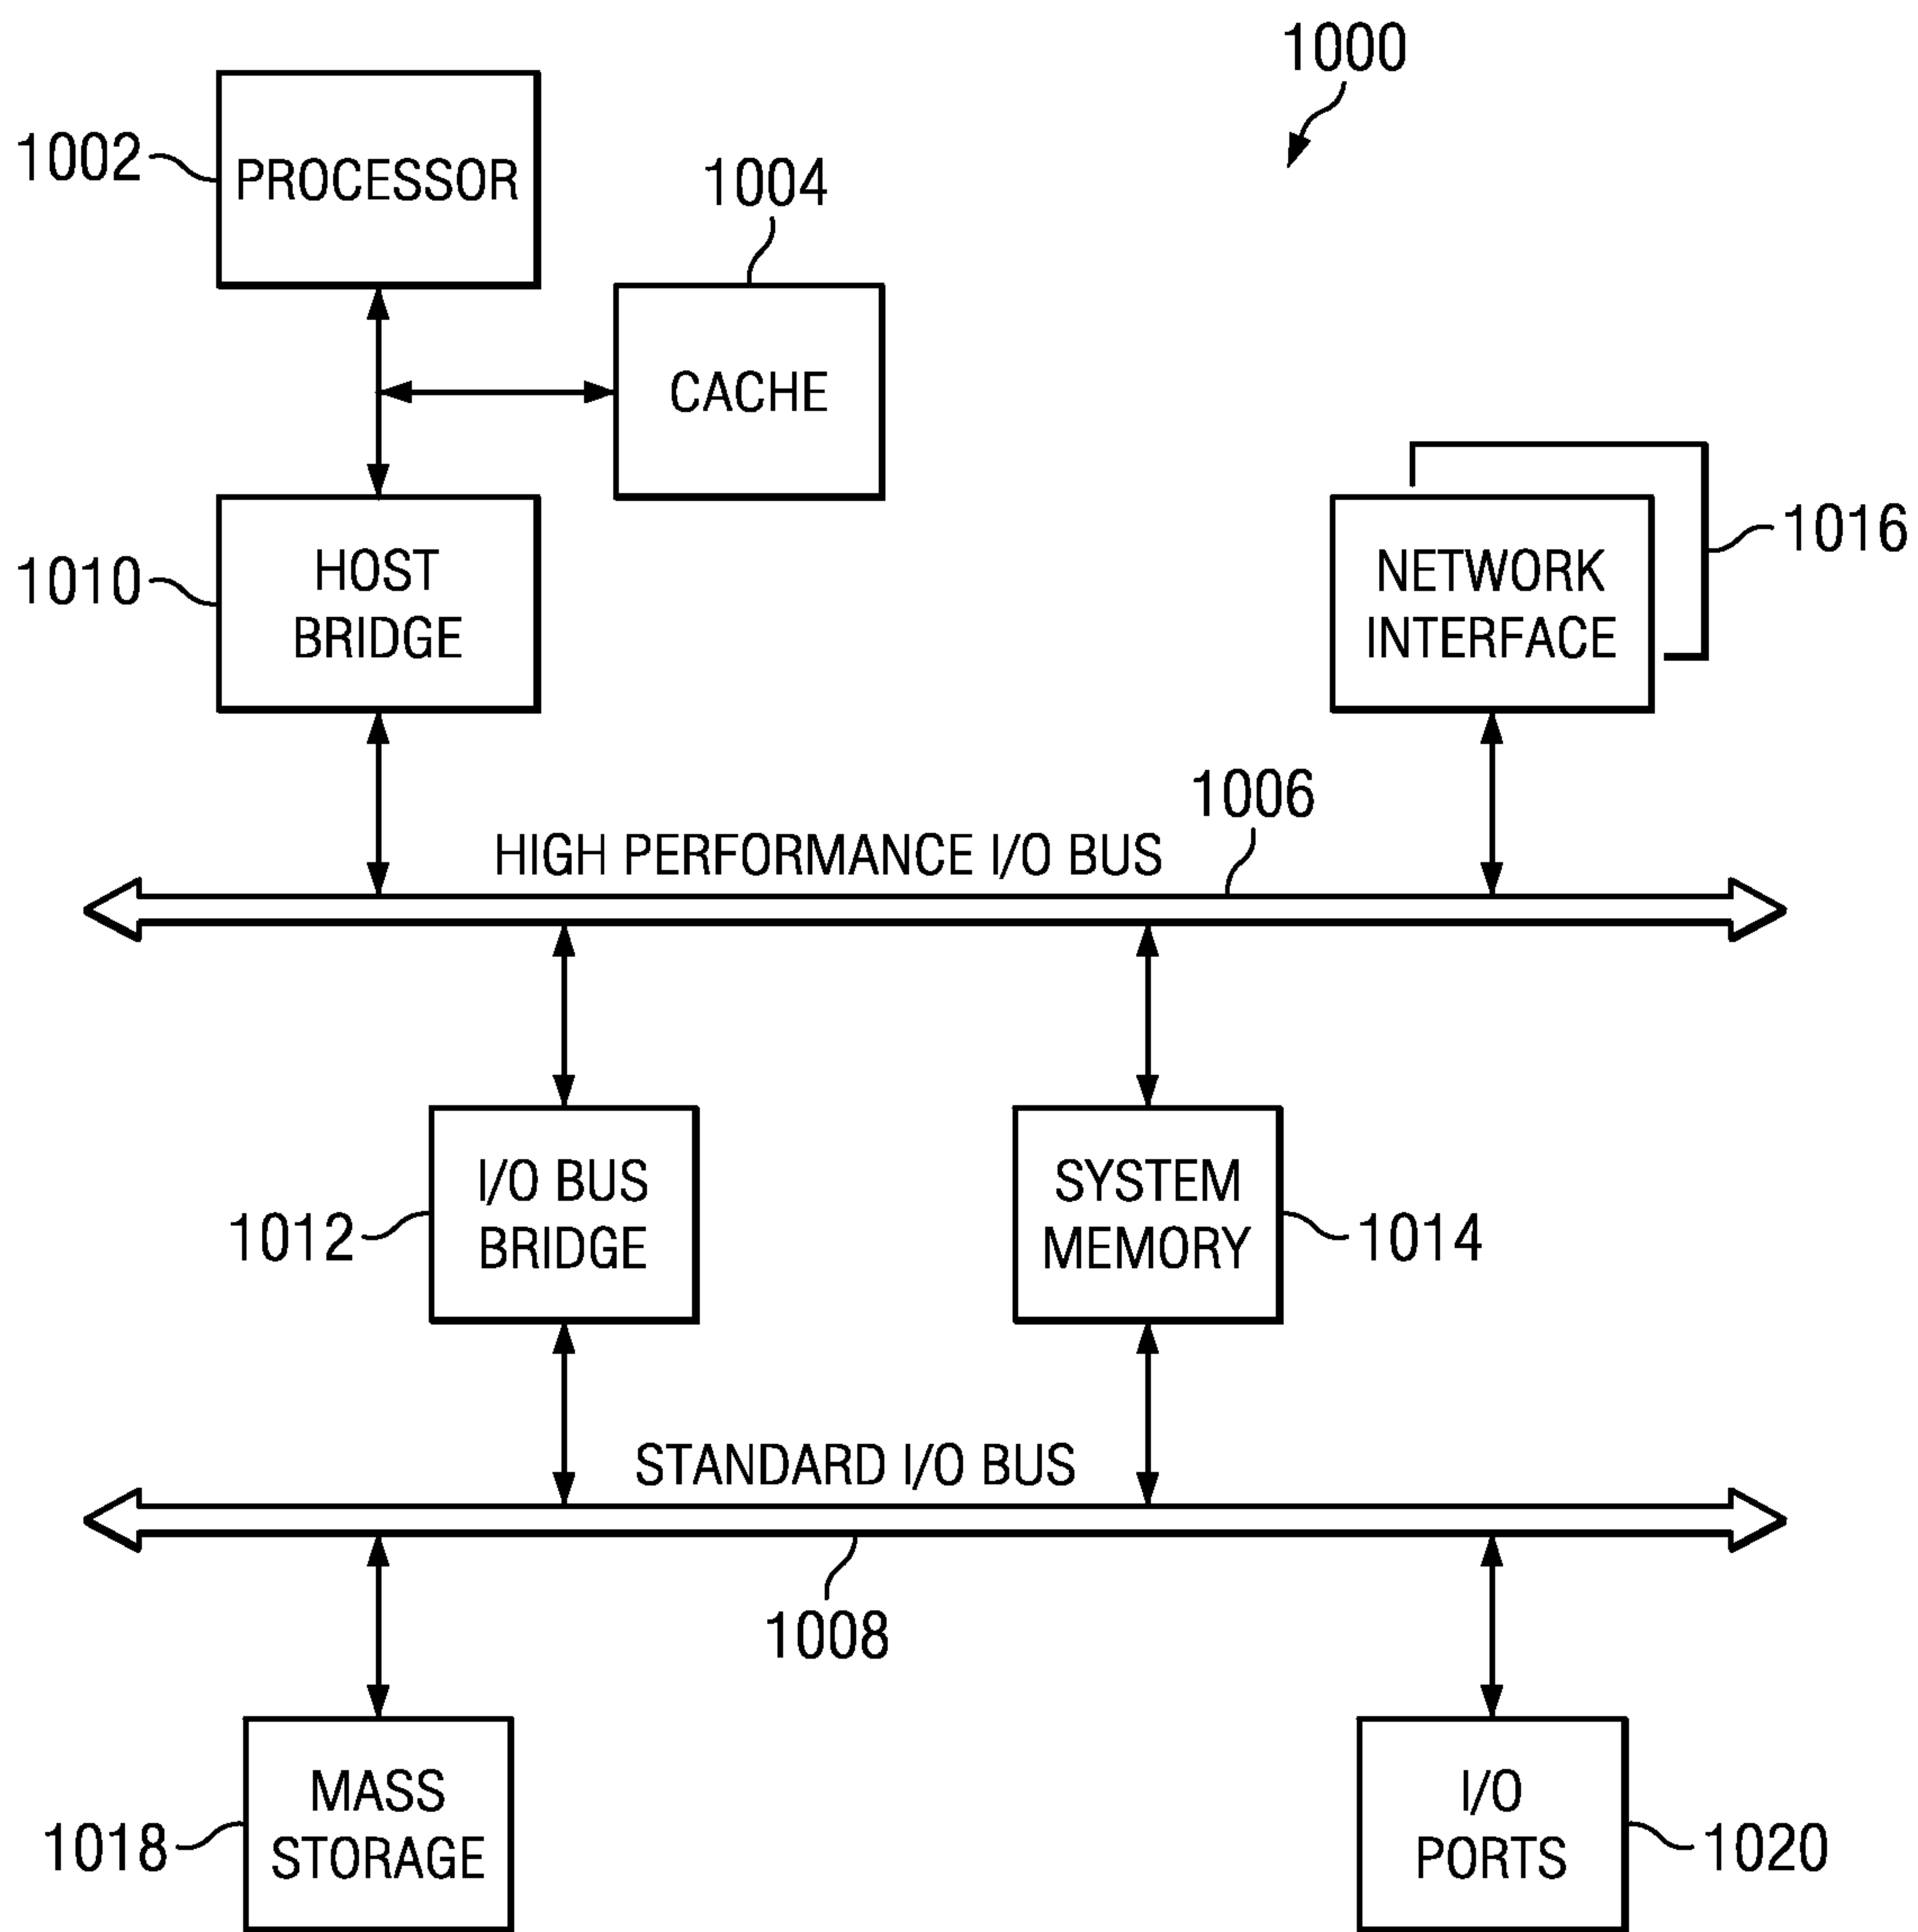 1000
1002
PROCESSOR
1004
CACHE
1010
HOST
BRIDGE
NETWORK
INTERFACE
1016
1006
HIGH PERFORMANCE I/O BUS
1012
I/O BUS
BRIDGE
SYSTEM
MEMORY
1014
STANDARD I/O BUS
1008
1018
MASS
STORAGE
I/O
PORTS
1020